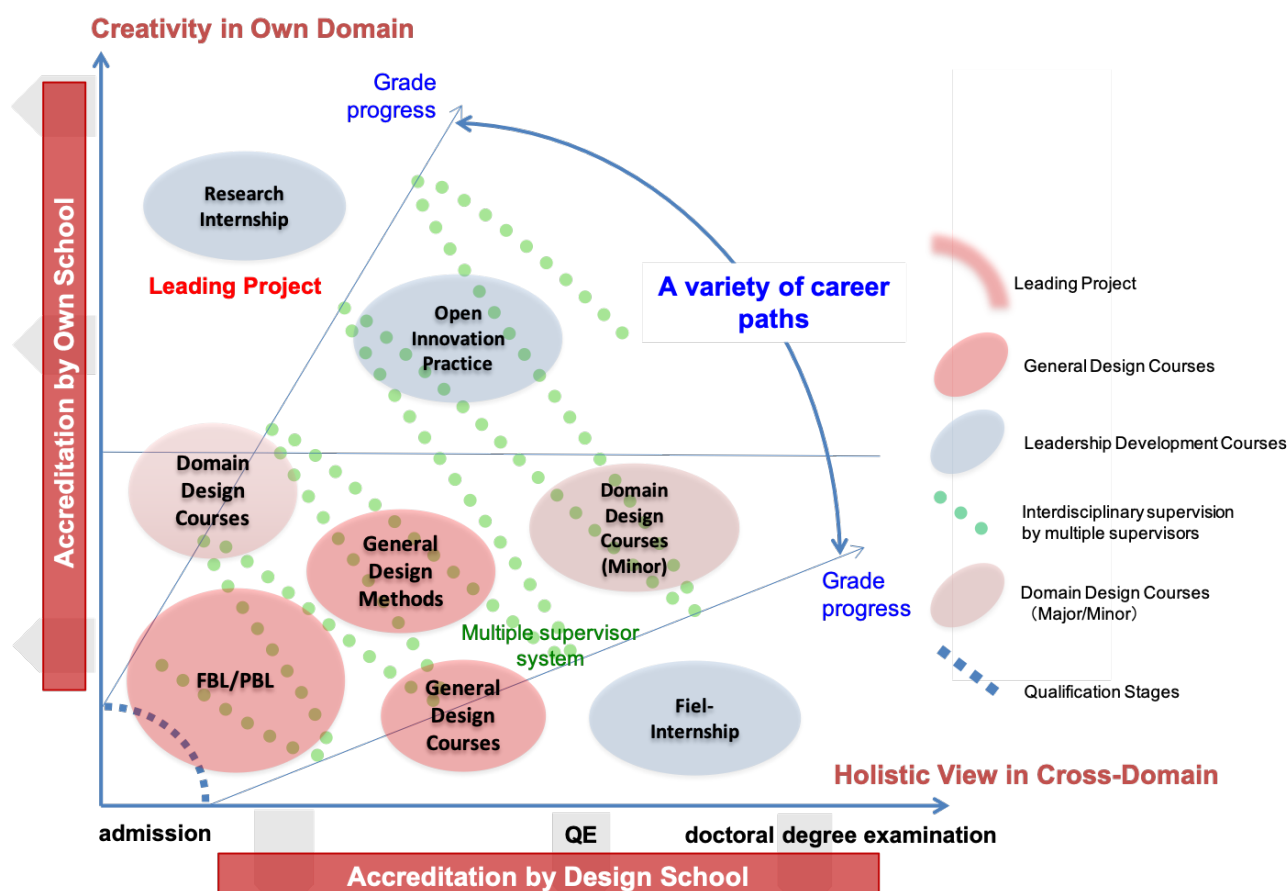 Creativity in Own Domain
Grade
progress
Research
Internship
Leading Project
A variety of career
paths
Open
Innovation
Practice
Accreditation by Own School
Domain
Design
Courses
General
Design
Methods
Domain
Design
Courses
(Minor)
Grade
progress
Multiple supervisor
system
FBL/PBL
General
Design
Courses
Fiel-
Internship
Holistic View in Cross-Domain
admission
QE
doctoral degree examination
Accreditation by Design School
Leading Project
General Design Courses
Leadership Development Courses
Interdisciplinary supervision
by multiple supervisors
Domain Design Courses
（Major/Minor）
Qualification Stages